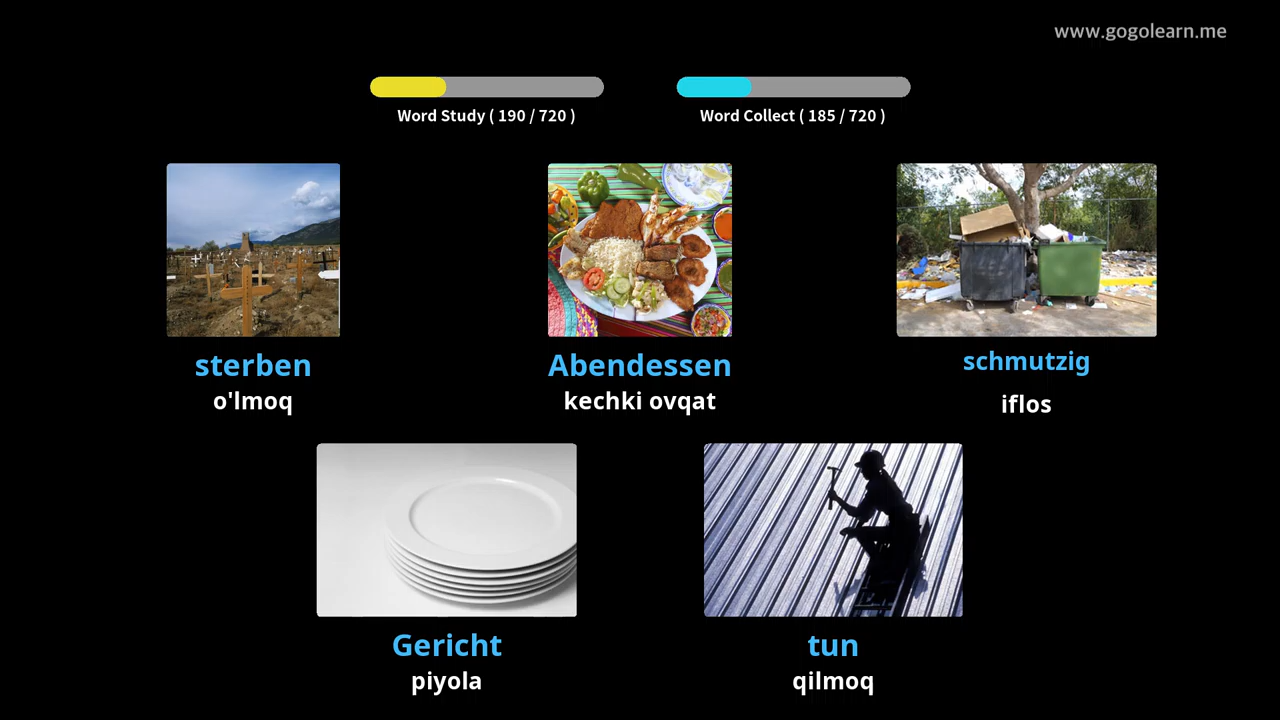 www.gogolearn.me
Word Study ( 190 / 720 )
Word Collect ( 185 / 720 )
sterben
o'lmoq
Abendessen
kechki ovqat
schmutzig
iflos
Gericht
piyola
tun
qilmoq